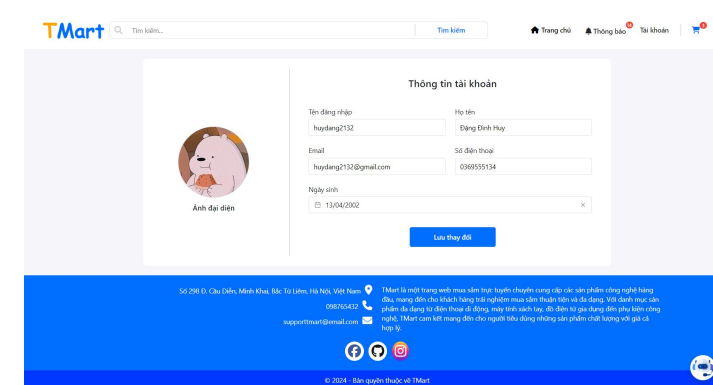 TMart
Tìm kiếm...
Tìm kiếm
Trang chủ
Thông báo
Tài khoản
Thông tin tài khoản
Tên đăng nhập
Họ tên
huydang2132
Đặng Đình Huy
Email
Số điện thoại
huydang2132@gmail.com
0369555134
Ngày sinh
13/04/2002
Ảnh đại diện
Lưu thay đổi
Số 298 Đ. Cầu Diễn, Minh Khai, Bắc Từ Liêm, Hà Nội, Việt Nam
098765432
supporttmart@email.com
TMart là một trang web mua sắm trực tuyến chuyên cung cấp các sản phẩm công nghệ hàng
đầu, mang đến cho khách hàng trải nghiệm mua sắm thuận tiện và đa dạng. Với danh mục sản
phẩm đa dạng từ điện thoại di động, máy tính xách tay, đồ điện tử gia dụng đến phụ kiện công
nghệ, TMart cam kết mang đến cho người tiêu dùng những sản phẩm chất lượng với giá cả
hợp lý.
© 2024 - Bản quyền thuộc về TMart